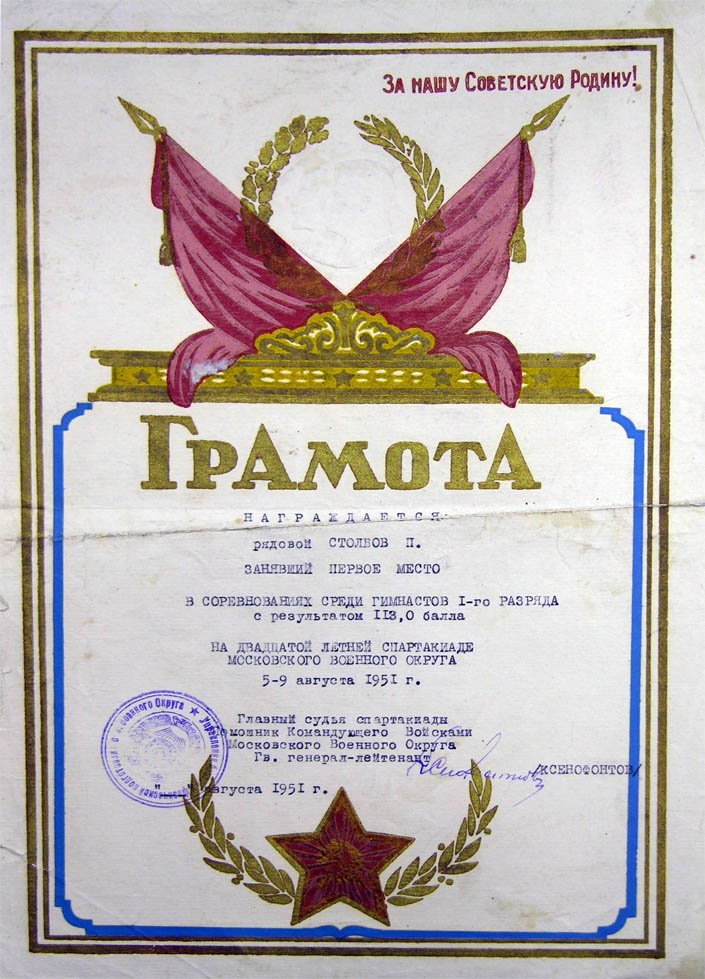 За нашу Советскую Родину!
ГРАМОТА
НАГРАЖДАЕТСЯ
рядовой СТОЛБОВ П.
ЗАНЯВШИЙ ПЕРВОЕ МЕСТО
В СОРЕВНОВАНИЯХ СРЕДИ ГИМНАСТОВ I-го РАЗРЯДА
с результатом II3,0 балла
НА ДВАДЦАТОЙ ЛЕТНЕЙ СПАРТАКИАДЕ
МОСКОВСКОГО ВОЕННОГО ОКРУГА
5-9 августа 1951 г.
Главный судья спартакиады
Помощник Командующего Войсками
Московского Военного Округа
Гв. генерал-лейтенант
/КСЕНОФОНТОВ/
августа 1951 г.